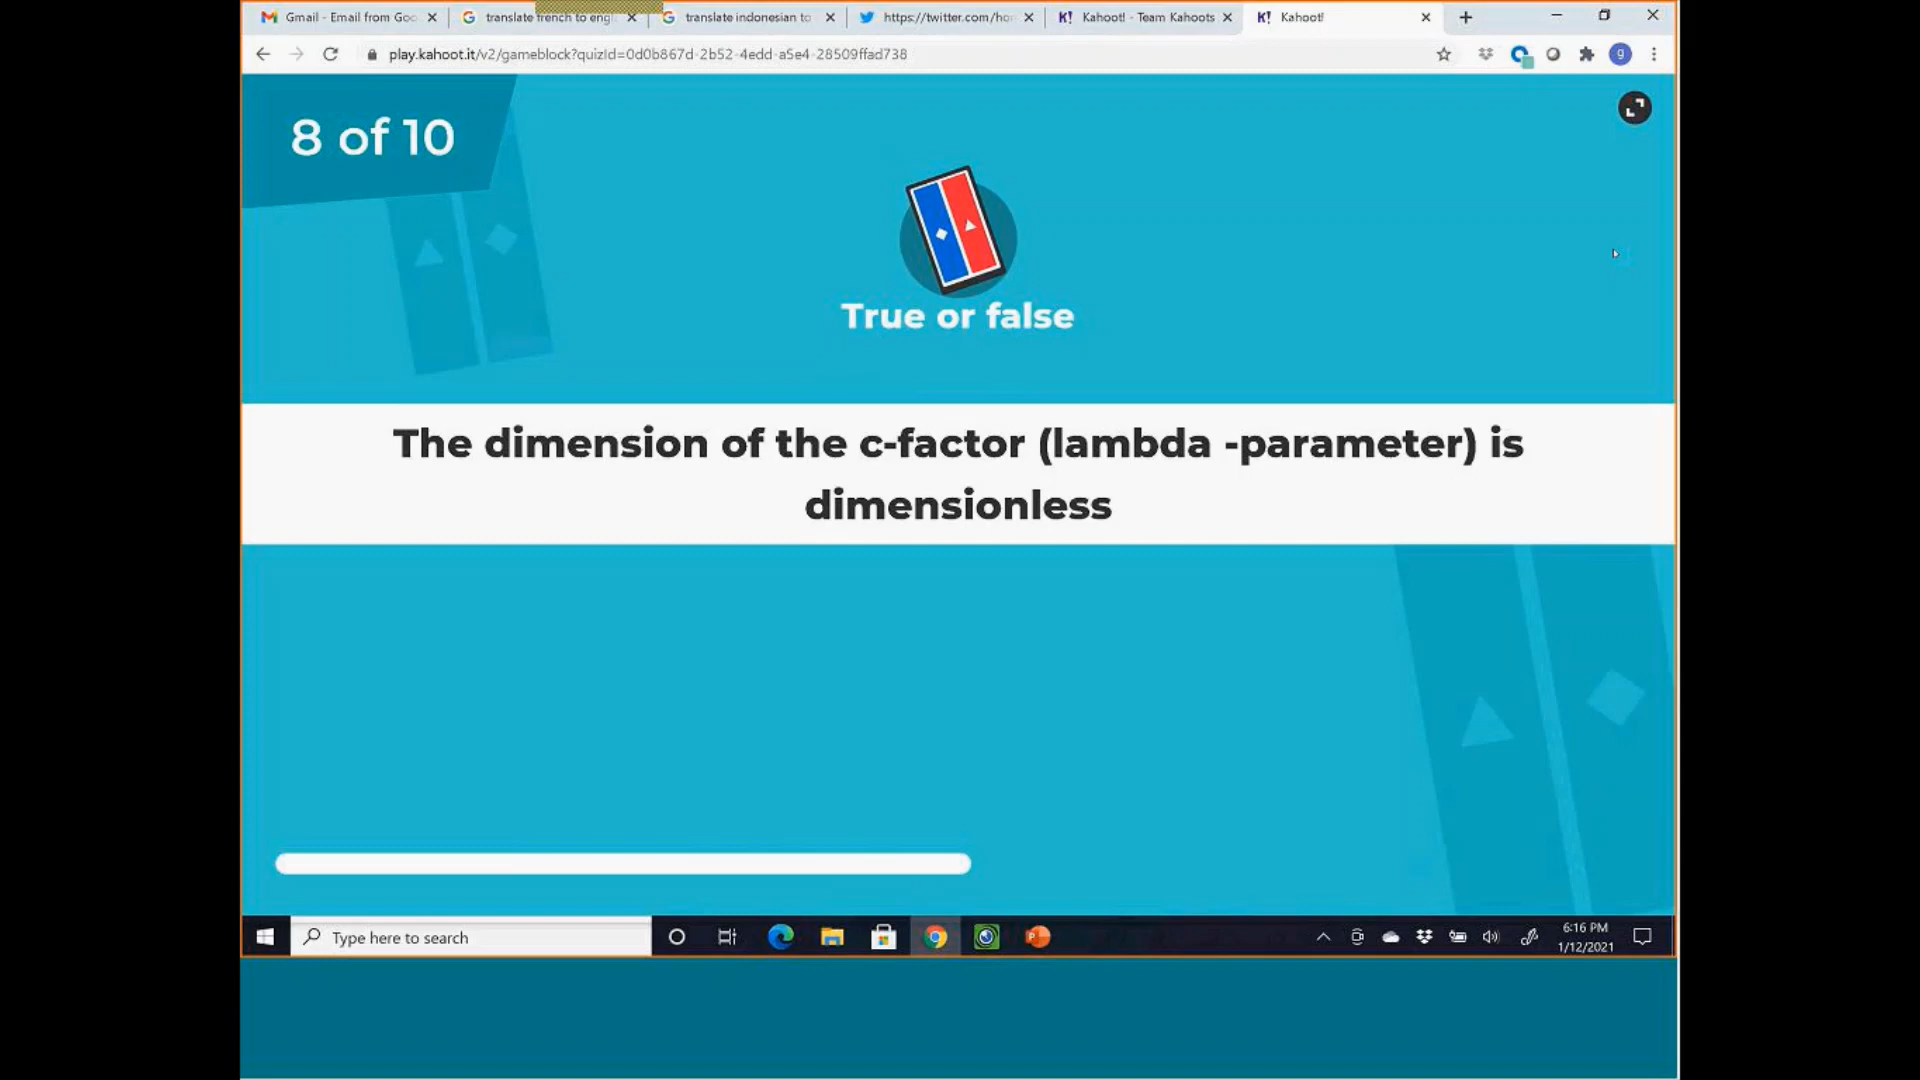 Gmail - Email from Goo
translate french to engl
translate indonesian to
https://twitter.com/hor
K! Kahoot! - Team Kahoots
K! Kahoot!
play.kahoot.it/v2/gameblock?quizId=0d0b867d-2b52-4edd-a5e4-28509ffad738
g
8 of 10
True or false
The dimension of the c-factor (lambda -parameter) is
dimensionless
Type here to search
6:16 PM
1/12/2021